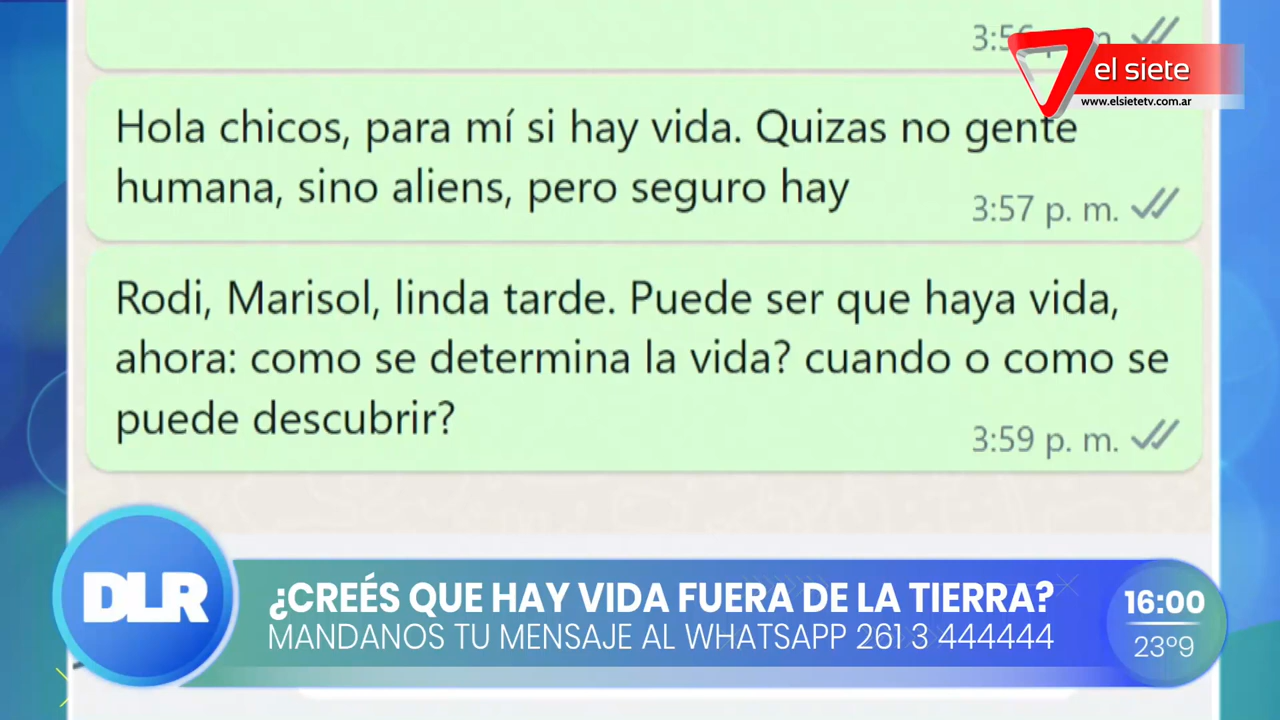 3:56 p. m.
el siete
www.elsietetv.com.ar
Hola chicos, para mí si hay vida. Quizas no gente
humana, sino aliens, pero seguro hay
3:57 p. m.
Rodi, Marisol, linda tarde. Puede ser que haya vida,
ahora: como se determina la vida? cuando o como se
puede descubrir?
3:59 p. m.
DLR
¿CREÉS QUE HAY VIDA FUERA DE LA TIERRA?
MANDANOS TU MENSAJE AL WHATSAPP 261 3 444444
16:00
23º9